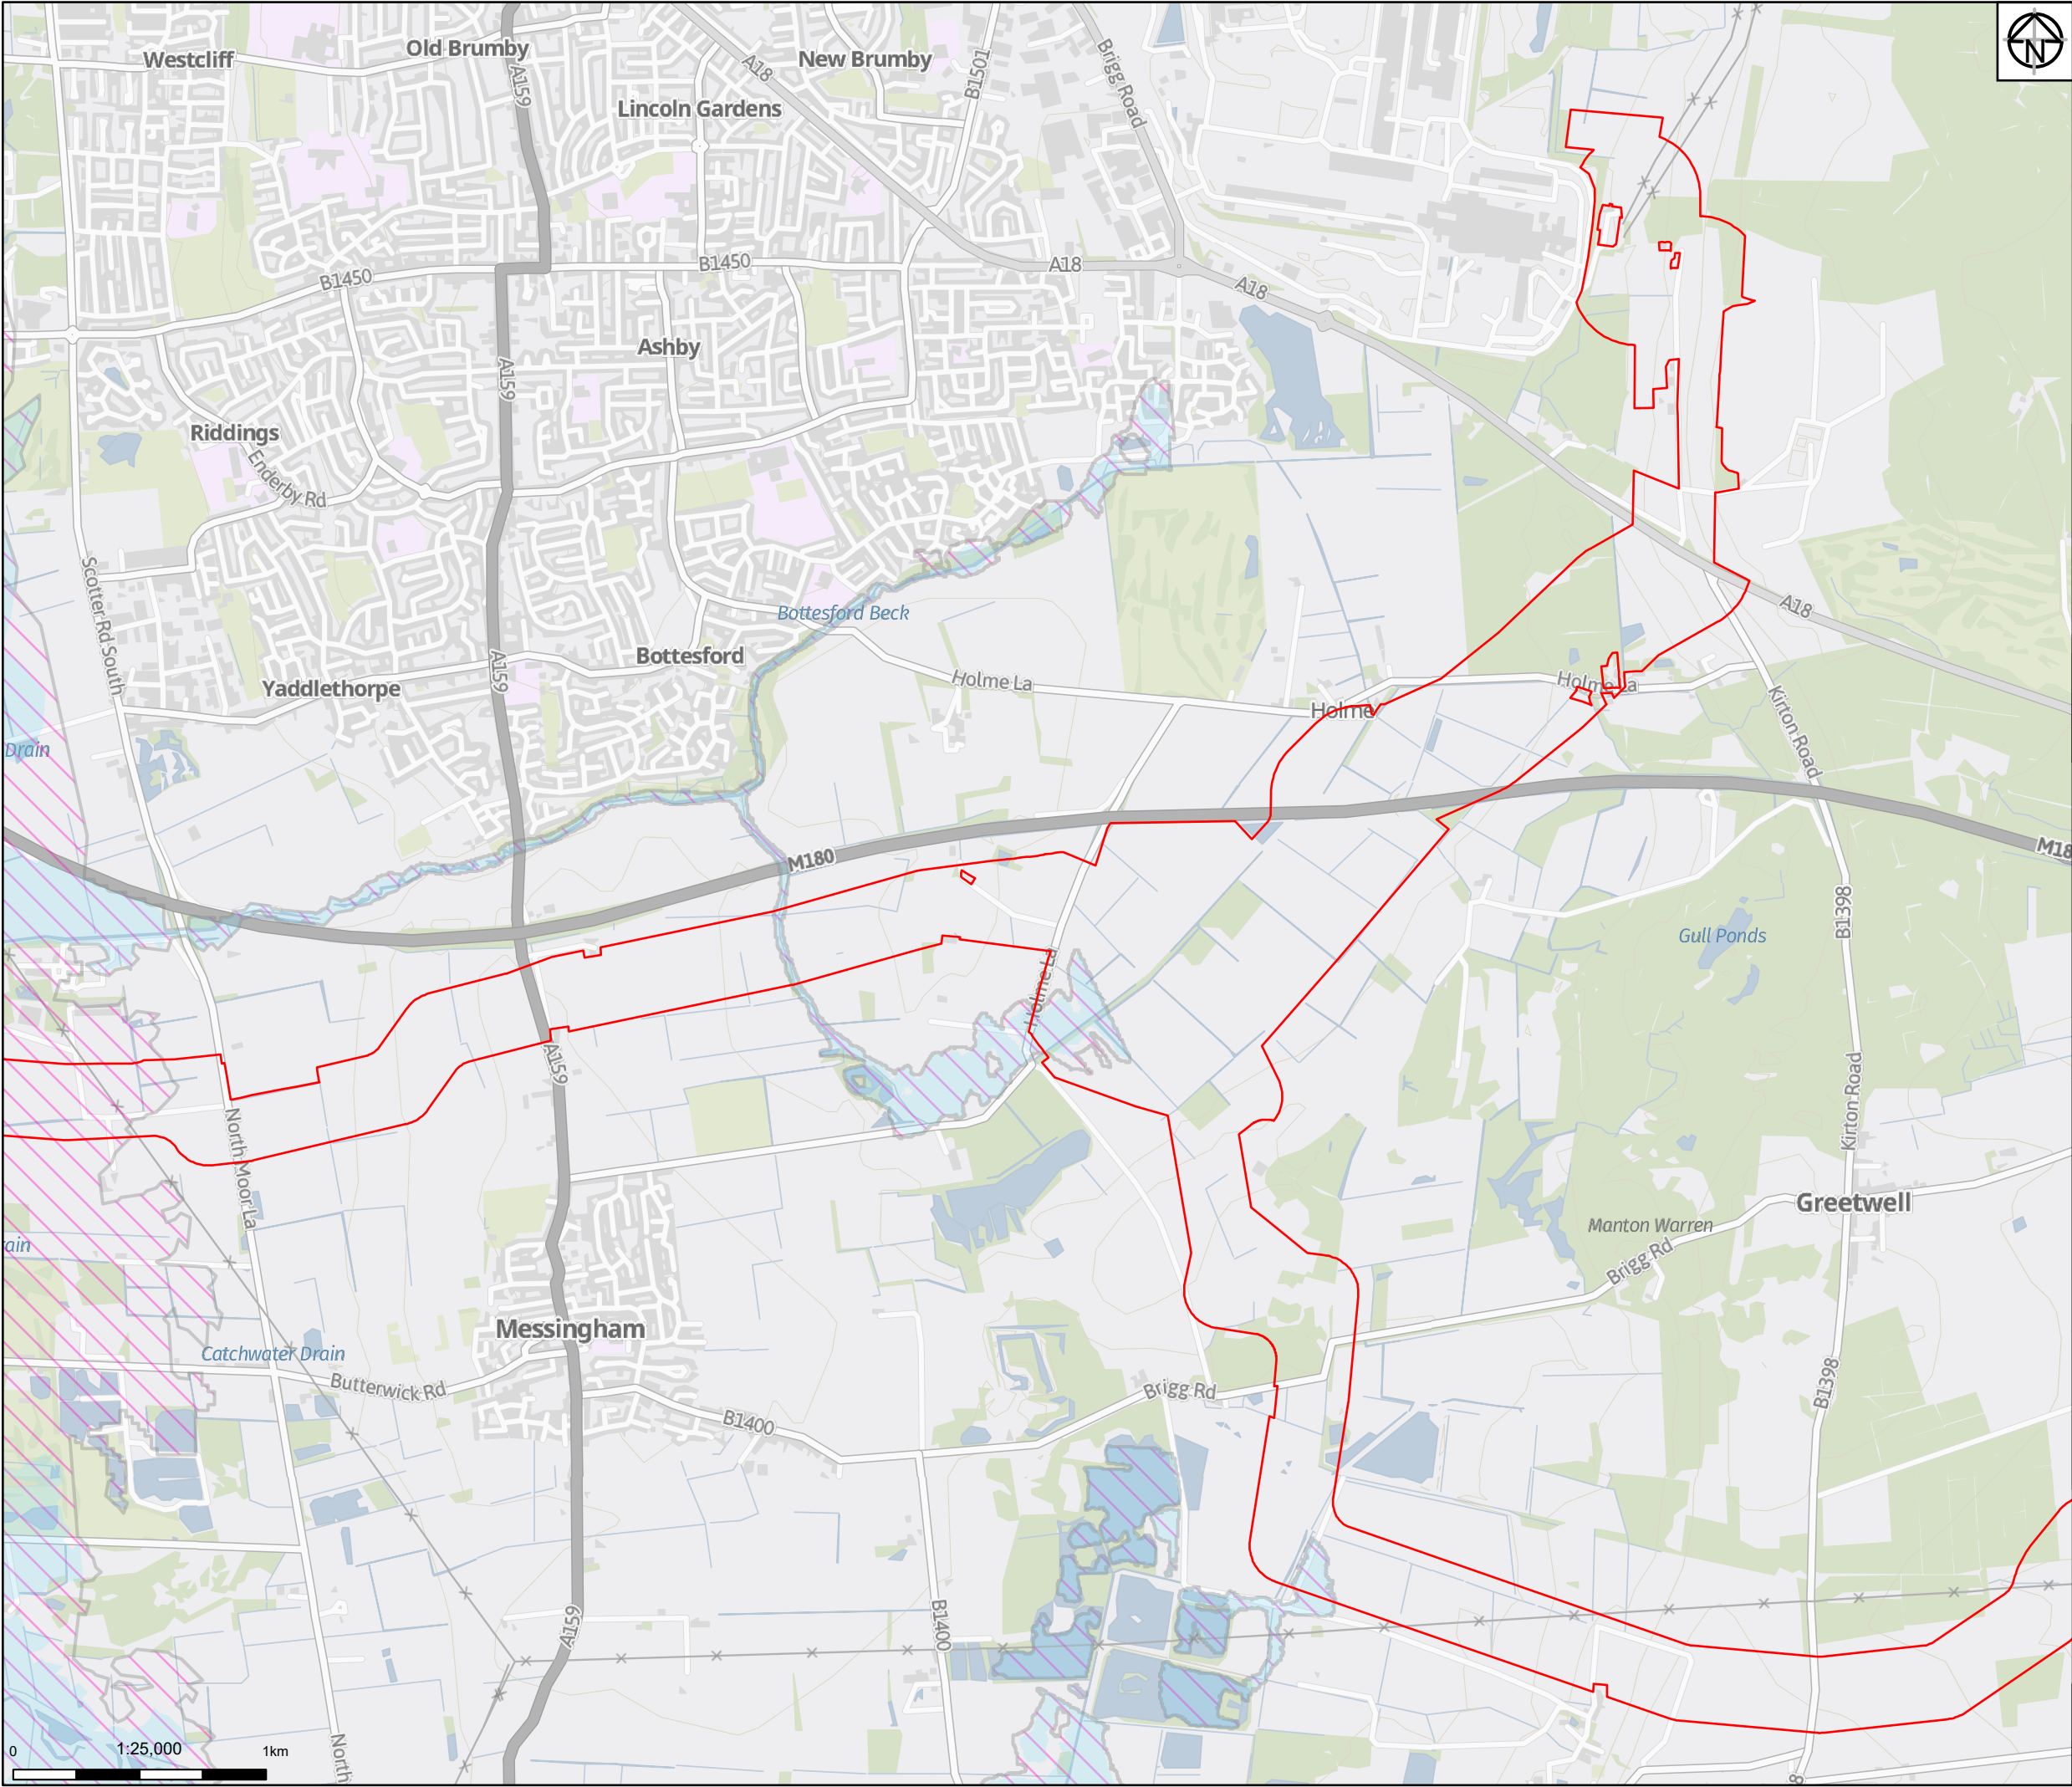 Westcliff
Old Brumby
New Brumby
A18
B1501
Brigg Road
N
A159
Lincoln Gardens
B1450
B1450
A18
A18
Ashby
A159
Riddings
Enderby Rd
Scotter Rd South
Bottesford Beck
A18
Bottesford
A159
Yaddlethorpe
Holme La
Holme La
Holme
Kirton Road
Drain
M180
M18
B1398
Gull Ponds
Holme La
A159
North Moor La
Kirton Road
Greetwell
Manton Warren
rain
Brigg Rd
Messingham
Catchwater Drain
Butterwick Rd
Brigg Rd
B1398
B1400
A159
B1400
North
0
1:25,000
1km
8